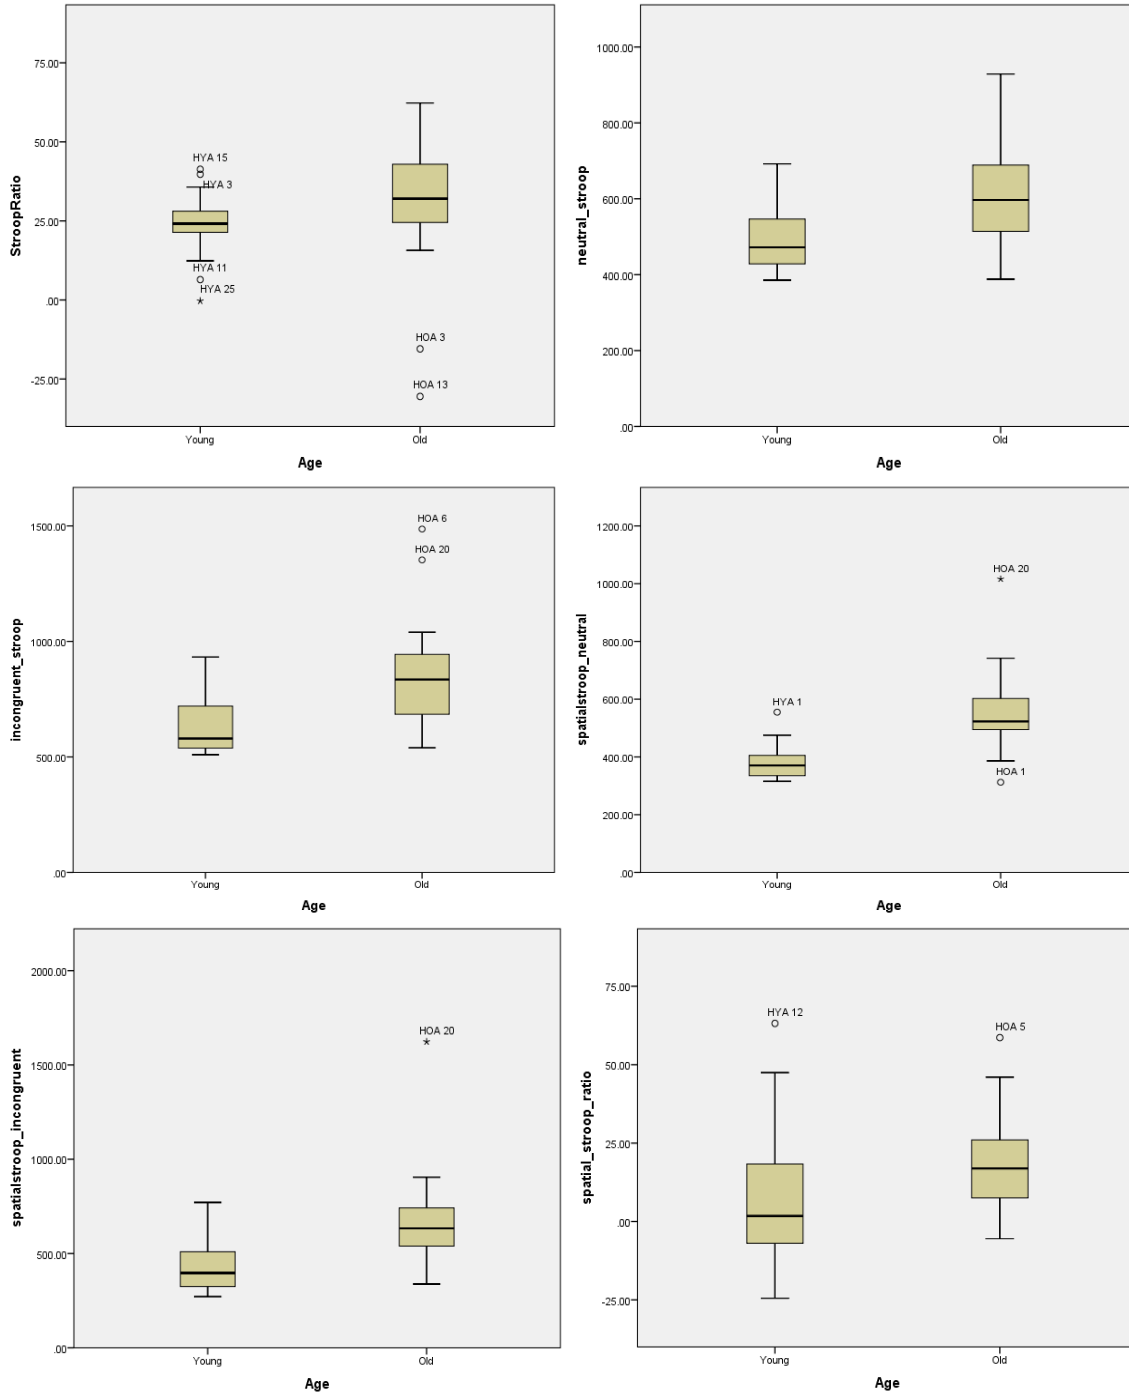 StroopRatio
75.00
50.00
25.00
.00
-25.00
HYA 15
HYA 3
HYA 11
HYA 25
HOA 3
HOA 13
Young
Old
Age
neutral_stroop
1000.00
800.00
600.00
400.00
200.00
.00
Young
Old
Age
incongruent_stroop
1500.00
1000.00
500.00
.00
HOA 6
HOA 20
Young
Old
Age
spatialstroop_neutral
1200.00
1000.00
800.00
600.00
400.00
200.00
.00
HYA 1
HOA 20
HOA 1
Young
Old
Age
spatialstroop_incongruent
2000.00
1500.00
1000.00
500.00
.00
HOA 20
Young
Old
Age
spatial_stroop_ratio
75.00
50.00
25.00
.00
-25.00
HYA 12
HOA 5
Young
Old
Age